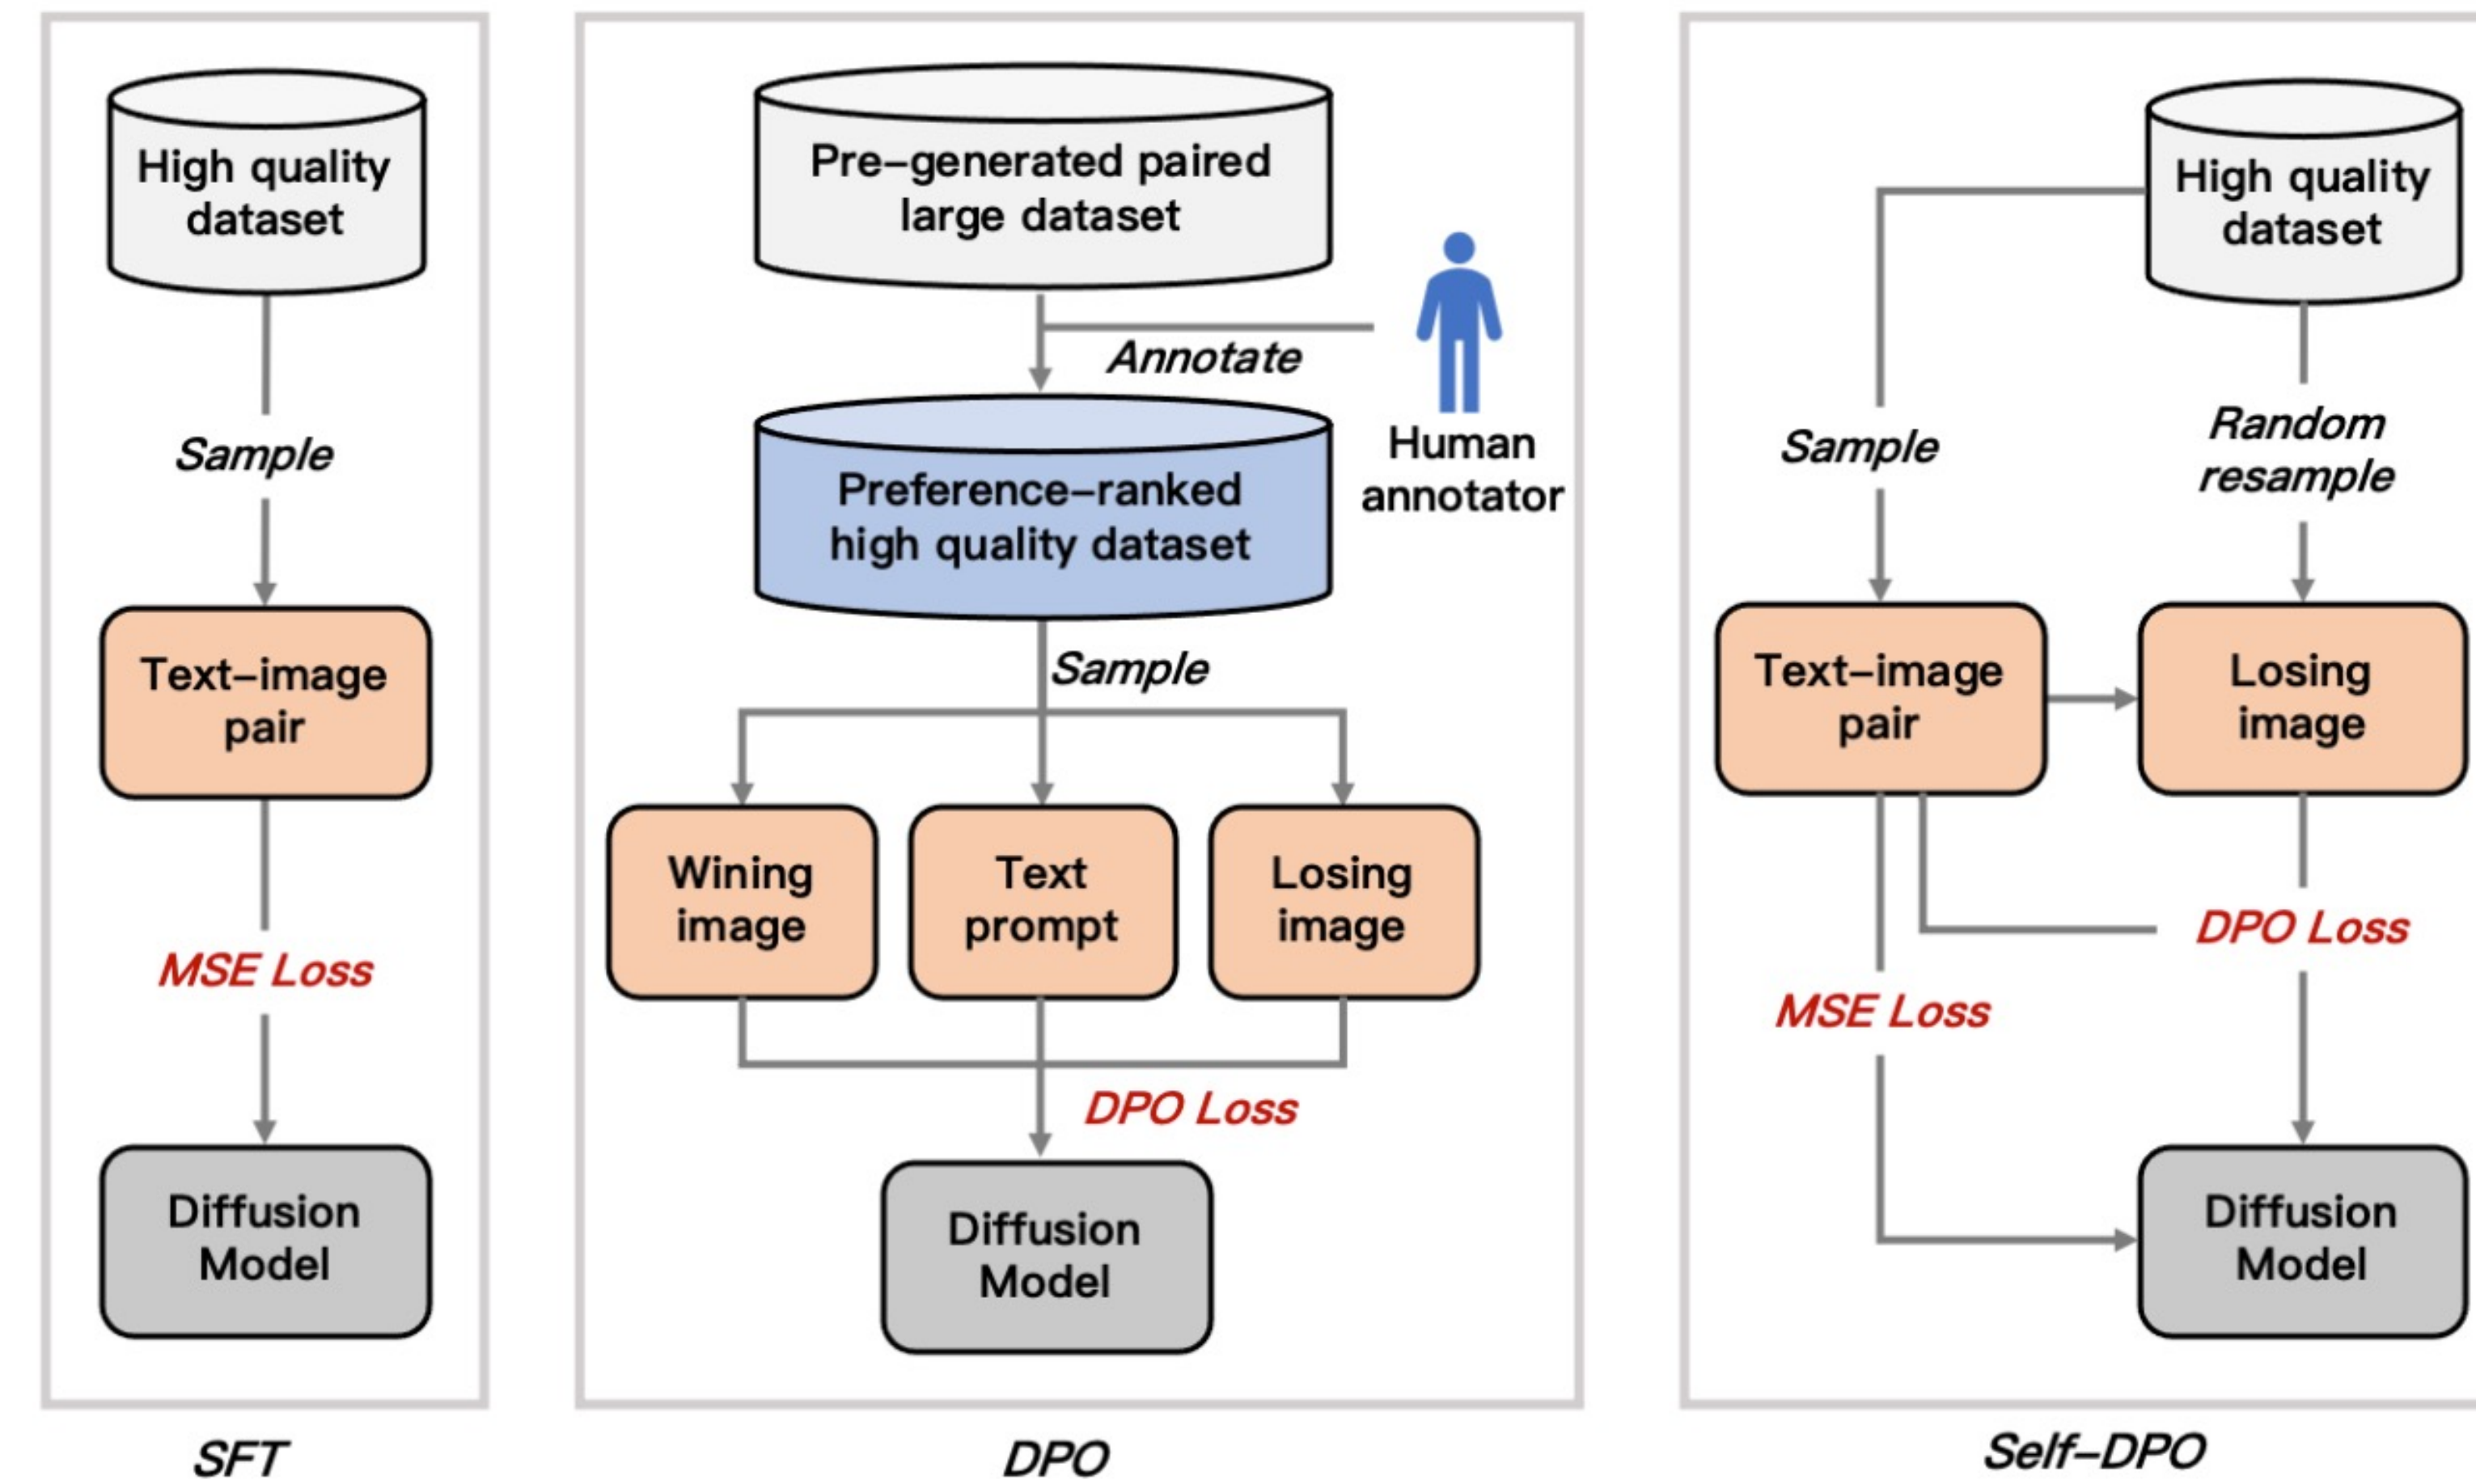 High quality
dataset
Sample
Text–image
pair
MSE Loss
Diffusion
Model
SFT
Pre–generated paired
large dataset
Annotate
Human
annotator
Preference–ranked
high quality dataset
Sample
Wining
image
Text
prompt
Losing
image
DPO Loss
Diffusion
Model
DPO
High quality
dataset
Sample
Random
resample
Text–image
pair
Losing
image
DPO Loss
MSE Loss
Diffusion
Model
Self–DPO